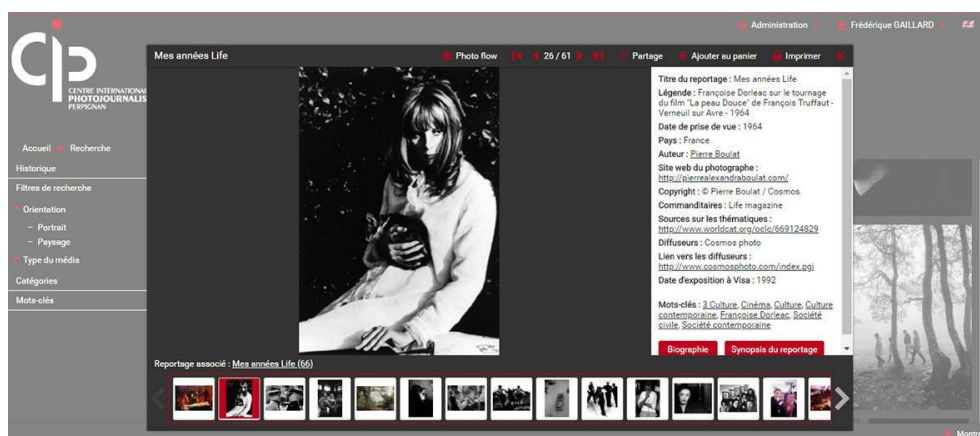 Administration
Frédérique GAILLARD
CENTRE INTERNATIONAL
PHOTOJOURNALIS
PERPIGNAN
Accueil Recherche
Historique
Filtres de recherche
Orientation
– Portrait
– Paysage
Type du média
Catégories
Mots-clés
Mes années Life
Photo flow
26 / 61
Partage
Ajouter au panier
Imprimer
Titre du reportage : Mes années Life
Légende : Françoise Dorleac sur le tournage
du film "La peau Douce" de François Truffaut -
Verneuil sur Avre - 1964
Date de prise de vue : 1964
Pays : France
Auteur : Pierre Boulat
Site web du photographe :
http://pierrealexandraboulat.com/
Copyright : © Pierre Boulat / Cosmos
Commanditaires : Life magazine
Sources sur les thématiques :
http://www.worldcat.org/oclc/669124829
Diffuseurs : Cosmos photo
Lien vers les diffuseurs :
http://www.cosmosphoto.com/index.pgi
Date d'exposition à Visa : 1992
Mots-clés : 3 Culture, Cinéma, Culture, Culture
contemporaine, Françoise Dorleac, Société
civile, Société contemporaine
Biographie
Synopsis du reportage
Reportage associé : Mes années Life (66)